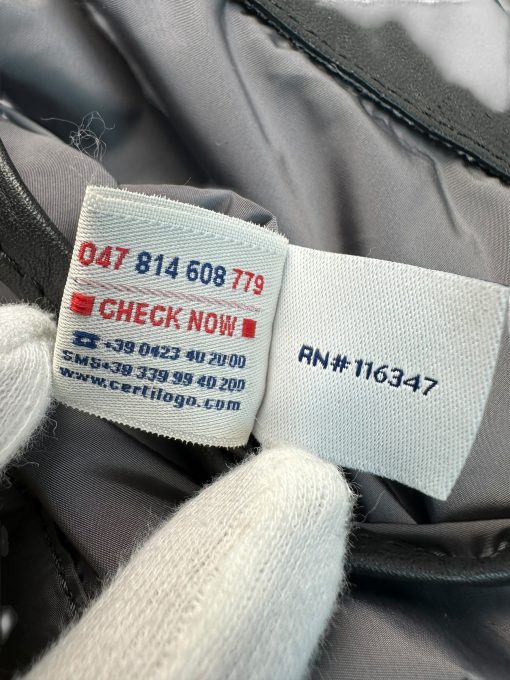 047 814 608 779
CHECK NOW
☎ +39 0423 40 20 00
SMS+39 339 99 40 200
www.certilogo.com
RN#116347